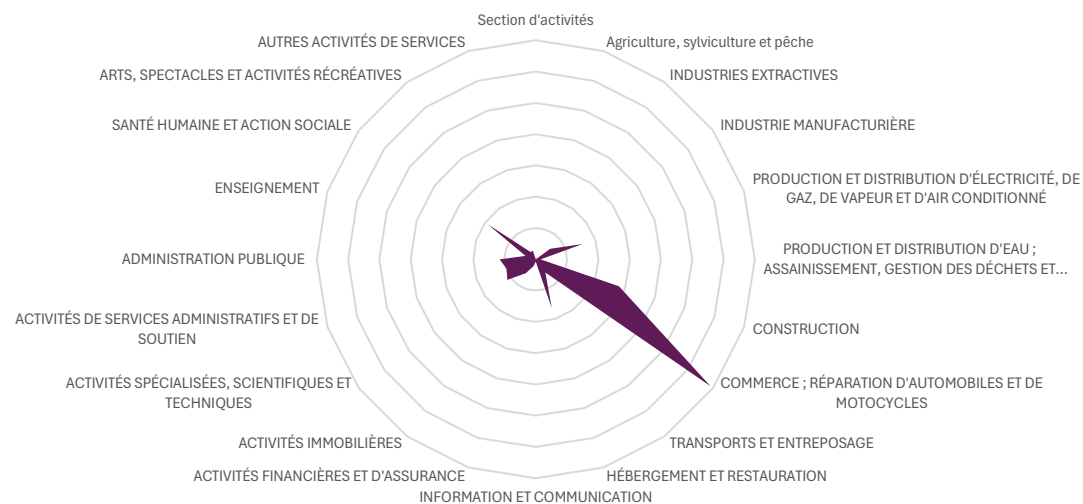 Section d'activités
Agriculture, sylviculture et pêche
INDUSTRIES EXTRACTIVES
INDUSTRIE MANUFACTURIÈRE
PRODUCTION ET DISTRIBUTION D'ÉLECTRICITÉ, DE
GAZ, DE VAPEUR ET D'AIR CONDITIONNÉ
PRODUCTION ET DISTRIBUTION D'EAU ;
ASSAINISSEMENT, GESTION DES DÉCHETS ET...
CONSTRUCTION
COMMERCE ; RÉPARATION D'AUTOMOBILES ET DE
MOTOCYCLES
TRANSPORTS ET ENTREPOSAGE
HÉBERGEMENT ET RESTAURATION
INFORMATION ET COMMUNICATION
ACTIVITÉS FINANCIÈRES ET D'ASSURANCE
ACTIVITÉS IMMOBILIÈRES
ACTIVITÉS SPÉCIALISÉES, SCIENTIFIQUES ET
TECHNIQUES
ACTIVITÉS DE SERVICES ADMINISTRATIFS ET DE
SOUTIEN
ADMINISTRATION PUBLIQUE
ENSEIGNEMENT
SANTÉ HUMAINE ET ACTION SOCIALE
ARTS, SPECTACLES ET ACTIVITÉS RÉCRÉATIVES
AUTRES ACTIVITÉS DE SERVICES